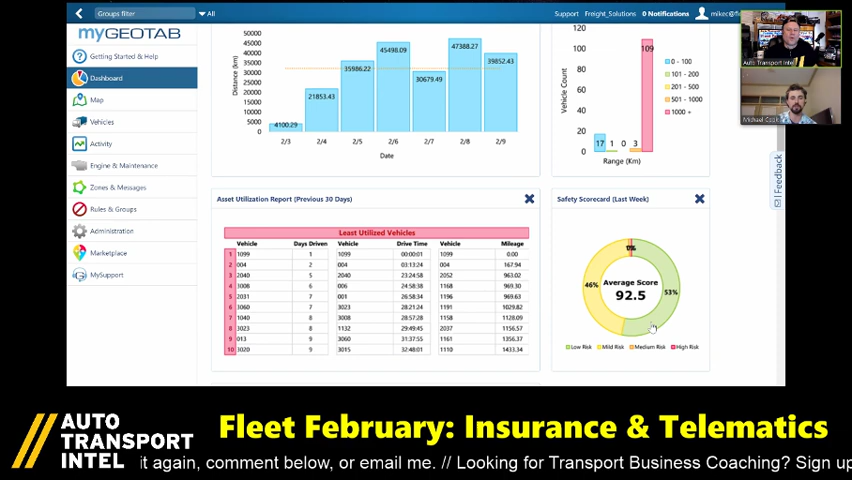 Groups filter
All
Support
Freight_Solutions
0 Notifications
myGEOTAB
Getting Started & Help
Dashboard
Map
Vehicles
Activity
Engine & Maintenance
Zones & Messages
Rules & Groups
Administration
Marketplace
MySupport
Distance (km)
50000
45000
40000
35000
30000
25000
20000
15000
10000
5000
0
4100.29
21853.43
35986.22
45498.09
30679.49
47388.27
39852.43
2/3 2/4 2/5 2/6 2/7 2/8 2/9
Date
Vehicle Count
120
100
80
60
40
20
0
17 1 0 3 109
Range (Km)
0 - 100
101 - 200
201 - 500
501 - 1000
1000 +
Auto Transport Intel
Feedback
Asset Utilization Report (Previous 30 Days)
Least Utilized Vehicles
Vehicle Days Driven Vehicle Drive Time Vehicle Mileage
1 1099 1 1099 00:00:01 1099 0.00
2 004 2 004 03:13:24 004 167.94
3 2040 5 2040 23:24:58 2052 963.02
4 1008 6 006 24:58:38 1168 969.30
5 2031 7 001 26:58:34 1196 969.63
6 3060 7 3023 28:21:24 1191 1029.82
7 1040 8 3008 28:57:28 1158 1128.09
8 3023 8 1132 29:49:45 2037 1156.57
9 013 9 3060 31:37:55 1161 1356.37
10 3020 9 3015 32:48:01 1110 1433.34
Safety Scorecard (Last Week)
46%
53%
Average Score
92.5
Low Risk Mild Risk Medium Risk High Risk
AUTO
TRANSPORT
INTEL
Fleet February: Insurance & Telematics
it again, comment below, or email me. // Looking for Transport Business Coaching? Sign up